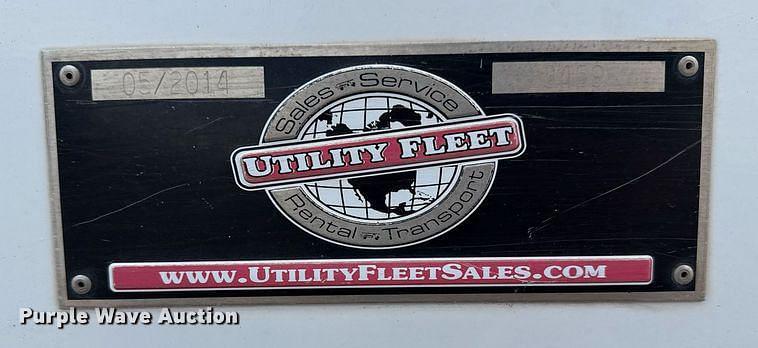 05/2014
Sales Service
UTILITY FLEET
Rental Transport
WWW.UTILITYFLEETSALES.COM
Purple Wave Auction